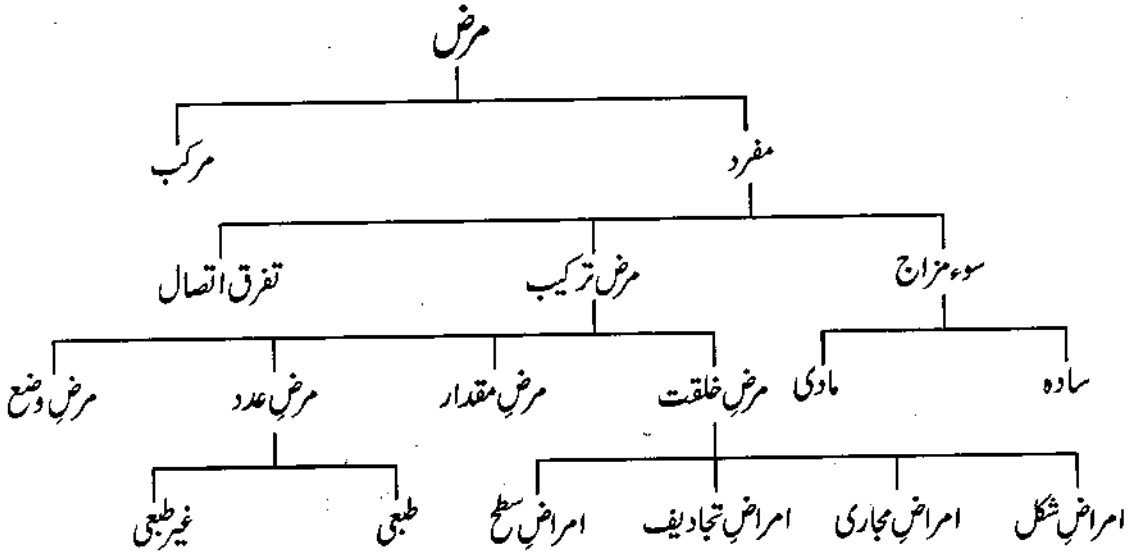 مرض
مفرد مرکب
سوء مزاج مرض ترکیب تفرق اتصال
سادہ مادی مرضِ خلقت مرضِ مقدار مرضِ عدد مرضِ وضع
امراضِ شکل امراضِ مجاری امراضِ تجادیف امراضِ سطح طبعی غیر طبعی